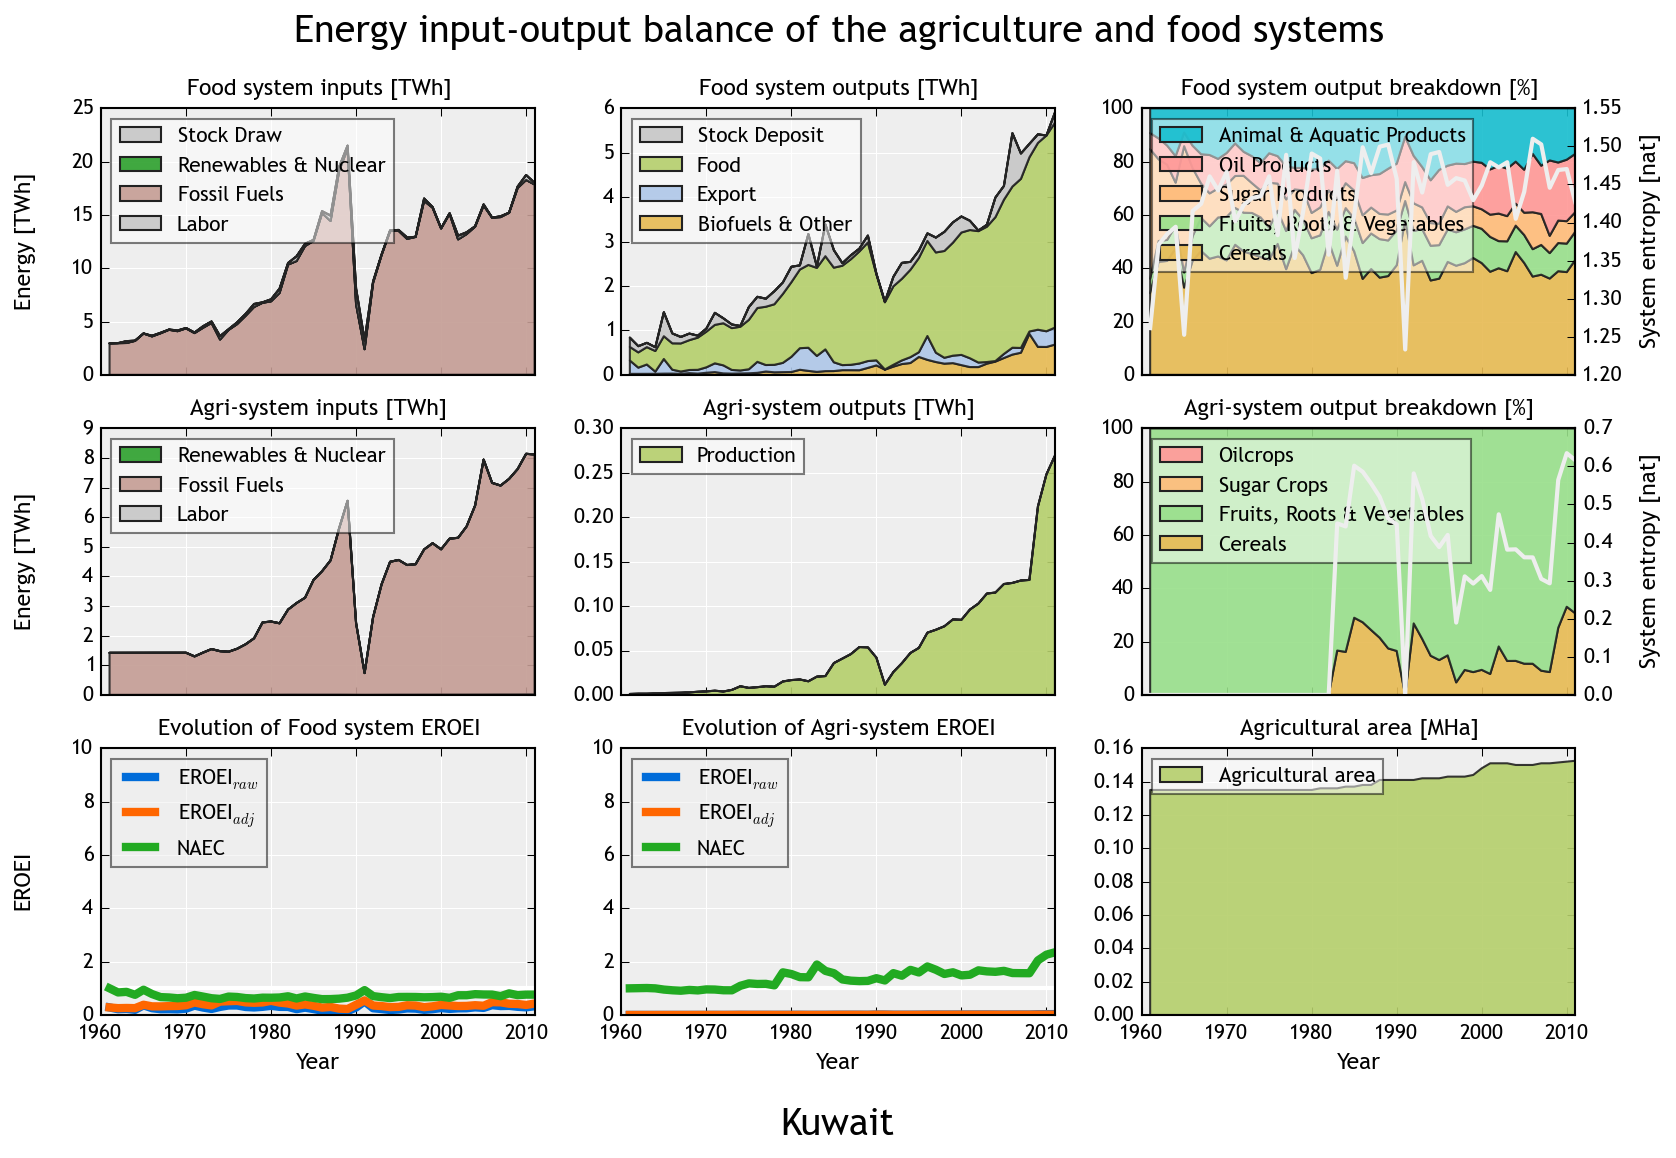 Energy input-output balance of the agriculture and food systems
Food system inputs [TWh]
Energy [TWh]
25
20
15
10
5
0
Stock Draw
Renewables & Nuclear
Fossil Fuels
Labor
Food system outputs [TWh]
6
5
4
3
2
1
0
Stock Deposit
Food
Export
Biofuels & Other
Food system output breakdown [%]
100
80
60
40
20
0
Animal & Aquatic Products
Oil Products
Sugar Products
Fruits, Roots & Vegetables
Cereals
1.55
1.50
1.45
1.40
1.35
1.30
1.25
1.20
System entropy [nat]
Agri-system inputs [TWh]
Energy [TWh]
9
8
7
6
5
4
3
2
1
0
Renewables & Nuclear
Fossil Fuels
Labor
Agri-system outputs [TWh]
0.30
0.25
0.20
0.15
0.10
0.05
0.00
Production
Agri-system output breakdown [%]
100
80
60
40
20
0
Oilcrops
Sugar Crops
Fruits, Roots & Vegetables
Cereals
0.7
0.6
0.5
0.4
0.3
0.2
0.1
0.0
System entropy [nat]
Evolution of Food system EROEI
EROEI
10
8
6
4
2
0
EROEI raw
EROEI adj
NAEC
1960 1970 1980 1990 2000 2010
Year
Evolution of Agri-system EROEI
10
8
6
4
2
0
EROEI raw
EROEI adj
NAEC
1960 1970 1980 1990 2000 2010
Year
Agricultural area [MHa]
0.16
0.14
0.12
0.10
0.08
0.06
0.04
0.02
0.00
Agricultural area
1960 1970 1980 1990 2000 2010
Year
Kuwait